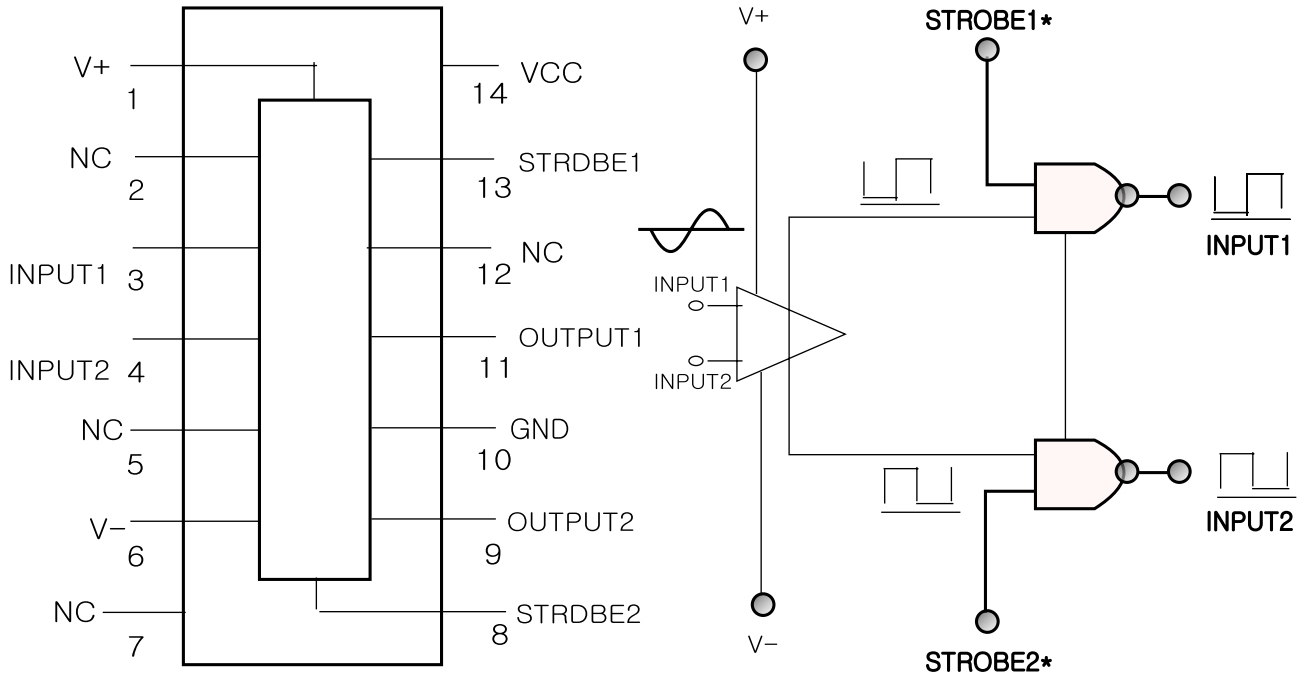 V+
1
NC
2
INPUT1
3
INPUT2
4
NC
5
V-
6
NC
7
VCC
14
STRDBE1
13
NC
12
OUTPUT1
11
GND
10
OUTPUT2
9
STRDBE2
8
V+
STROBE1*
INPUT1
INPUT1
INPUT2
INPUT2
V-
STROBE2*